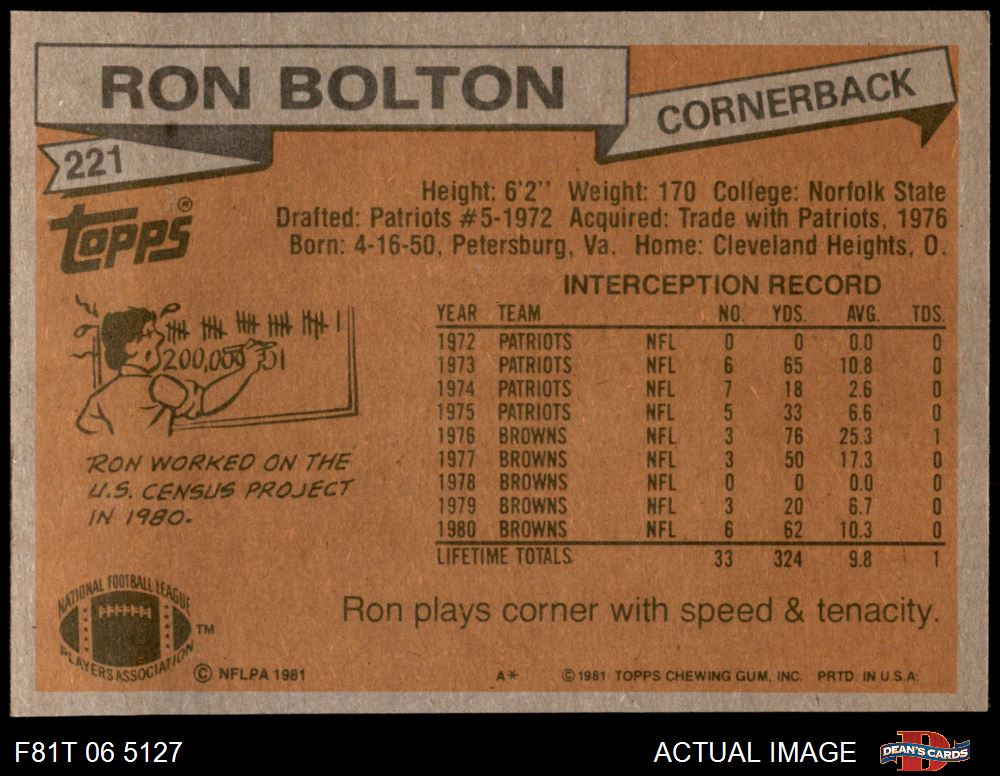 RON BOLTON
CORNERBACK
221
TOPPS®
Height: 6'2'' Weight: 170 College: Norfolk State
Drafted: Patriots #5-1972 Acquired: Trade with Patriots, 1976
Born: 4-16-50, Petersburg, Va. Home: Cleveland Heights, O.
INTERCEPTION RECORD
YEAR TEAM NO. YDS. AVG. TDS.
1972 PATRIOTS NFL 0 0 0.0 0
1973 PATRIOTS NFL 6 65 10.8 0
1974 PATRIOTS NFL 7 18 2.6 0
1975 PATRIOTS NFL 5 33 6.6 0
1976 BROWNS NFL 3 76 25.3 1
1977 BROWNS NFL 3 50 17.3 0
1978 BROWNS NFL 0 0 0.0 0
1979 BROWNS NFL 3 20 6.7 0
1980 BROWNS NFL 6 62 10.3 0
LIFETIME TOTALS 33 324 9.8 1
RON WORKED ON THE
U.S. CENSUS PROJECT
IN 1980.
Ron plays corner with speed & tenacity.
NATIONAL FOOTBALL LEAGUE
PLAYERS ASSOCIATION
TM
© NFLPA 1981
A* © 1981 TOPPS CHEWING GUM, INC. PRTD. IN U.S.A.
F81T 06 5127
ACTUAL IMAGE
DEAN'S CARDS